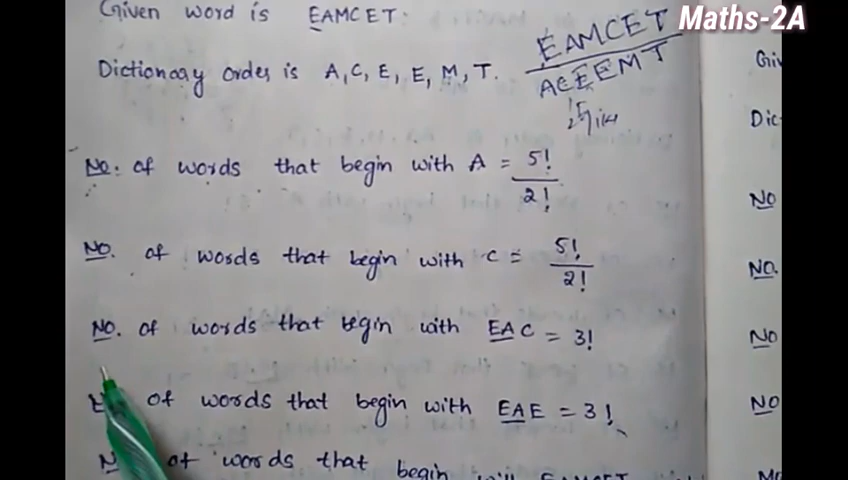 Maths-2A
Given word is EAMCET.
Dictionary order is A, C, E, E, M, T.
EAMCET
ACEEMT
No. of words that begin with A = 5!/2!
No. of words that begin with C = 5!/2!
No. of words that begin with EAC = 3!
of words that begin with EAE = 3!
of words that begin with EAMCET
Giv
Dic
No
No.
No
No